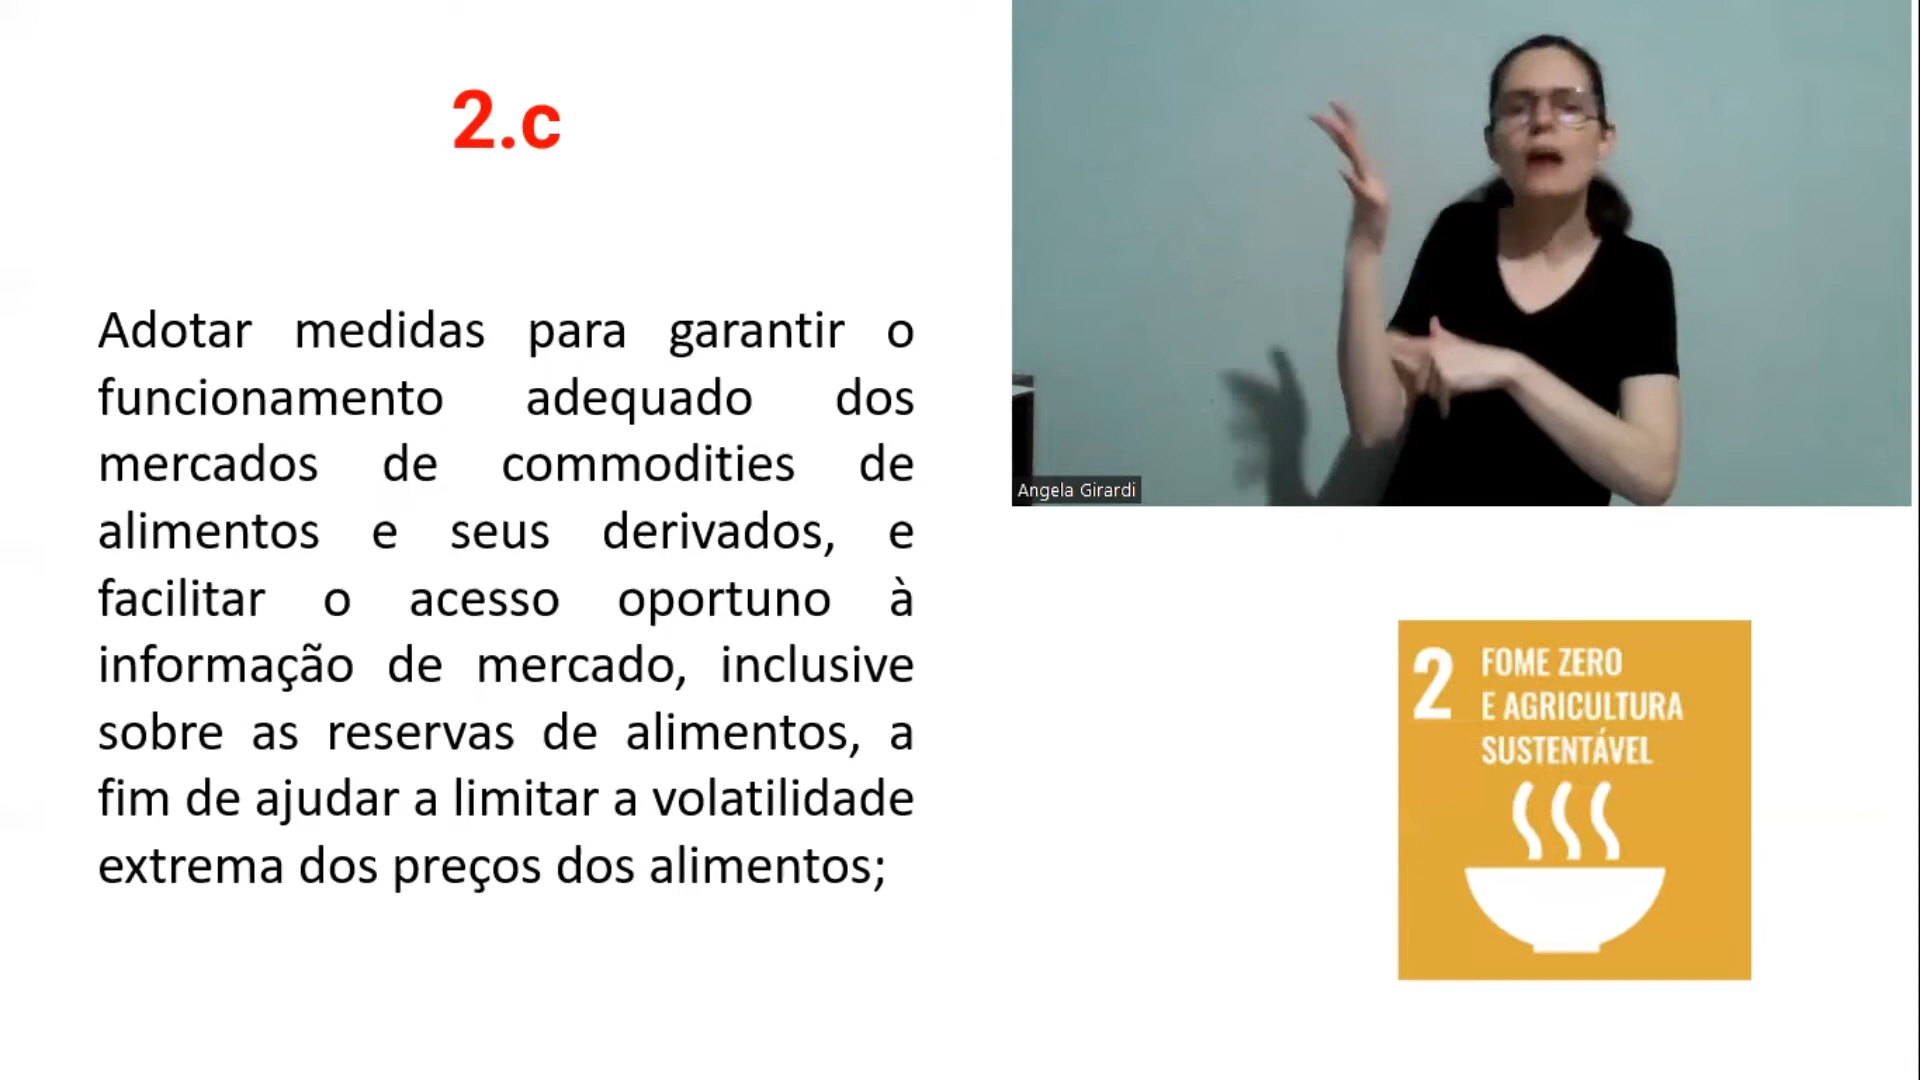 2.c
Adotar medidas para garantir o
funcionamento adequado dos
mercados de commodities de
alimentos e seus derivados, e
facilitar o acesso oportuno à
informação de mercado, inclusive
sobre as reservas de alimentos, a
fim de ajudar a limitar a volatilidade
extrema dos preços dos alimentos;
Angela Girardi
2 FOME ZERO
E AGRICULTURA
SUSTENTÁVEL